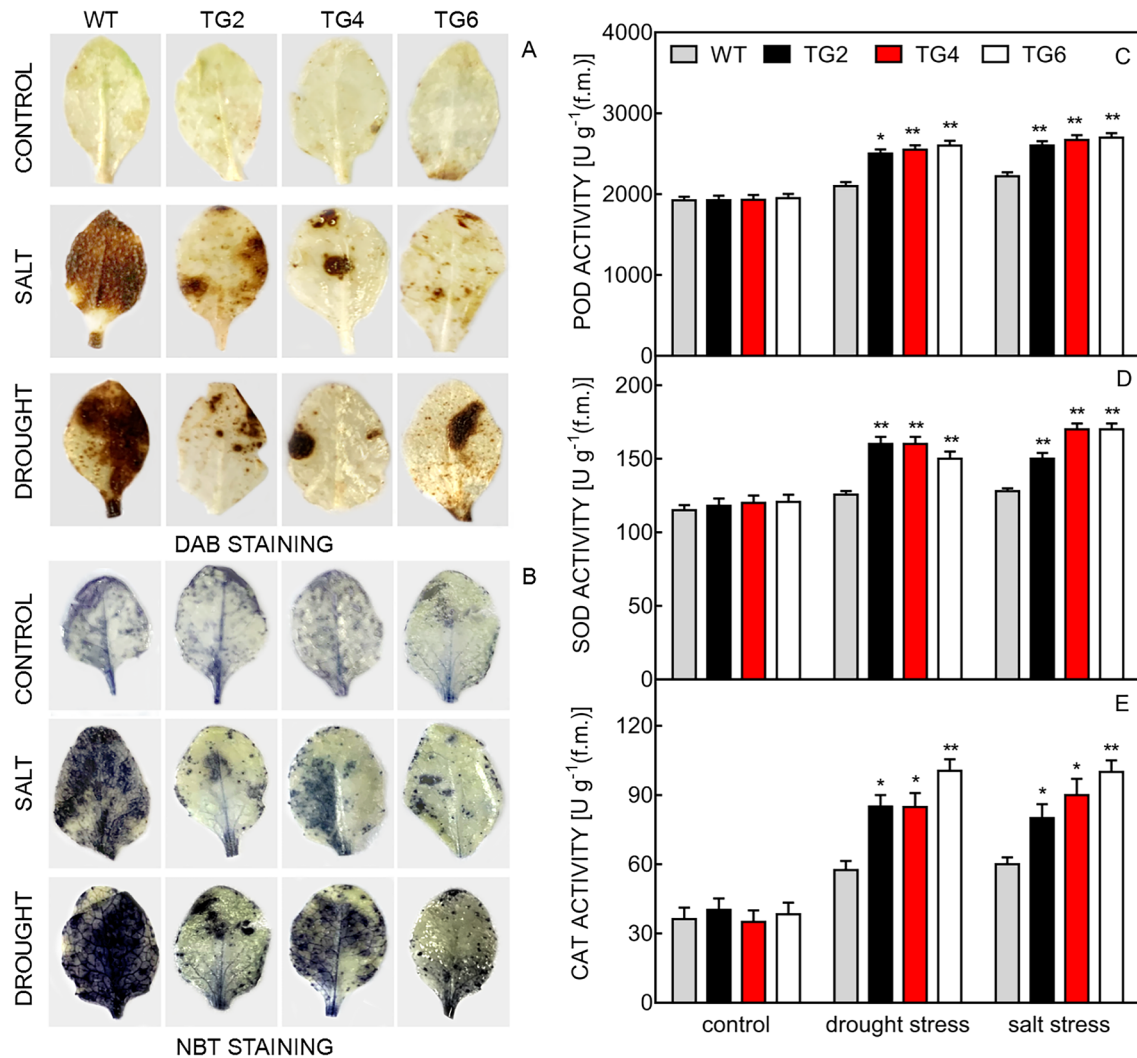 WT TG2 TG4 TG6
A
CONTROL
SALT
DROUGHT
DAB STAINING
B
CONTROL
SALT
DROUGHT
NBT STAINING
WT TG2 TG4 TG6 C
POD ACTIVITY [U g⁻¹(f.m.)]
4000
3000
2000
1000
0
* ** **
** ** **
D
SOD ACTIVITY [U g⁻¹(f.m.)]
200
150
100
50
0
** ** **
** ** **
E
CAT ACTIVITY [U g⁻¹(f.m.)]
120
90
60
30
0
* * **
* * **
control drought stress salt stress